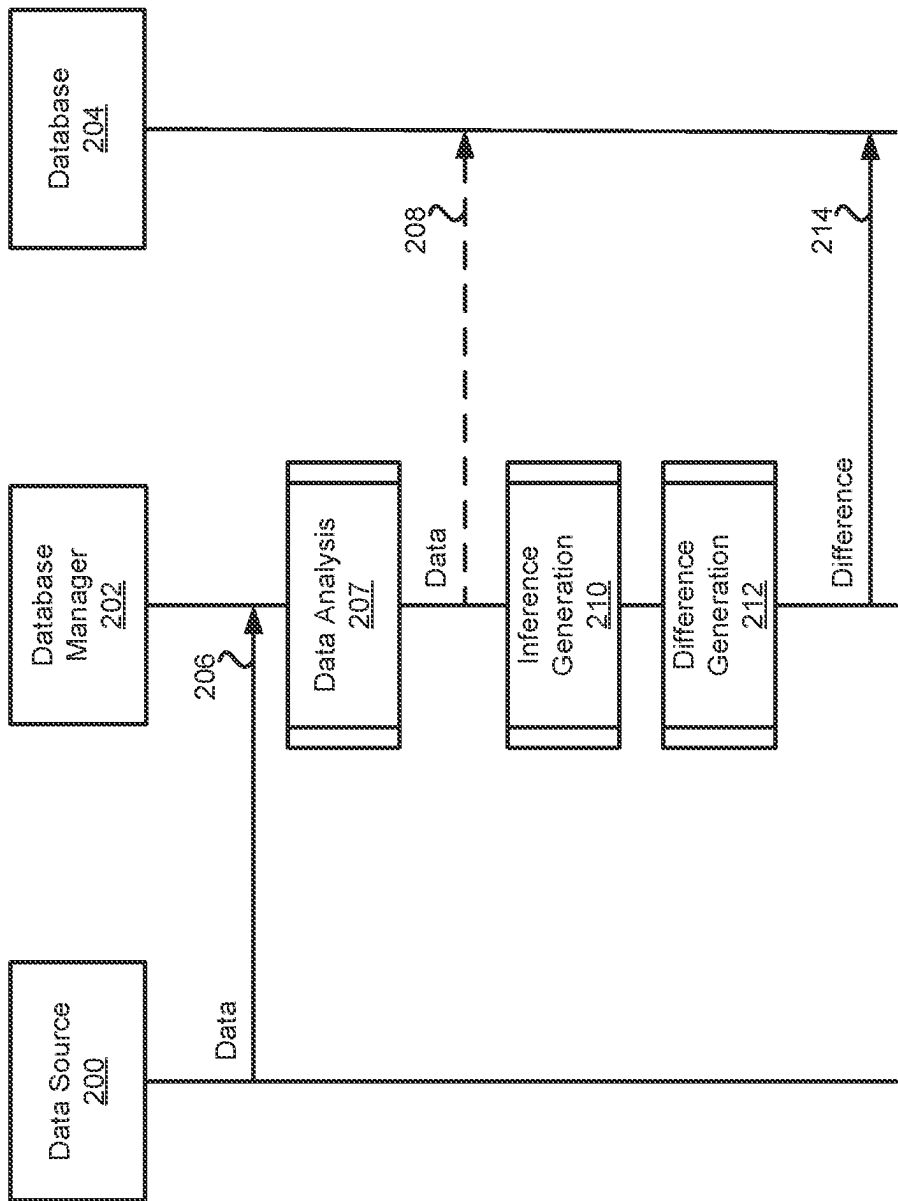 Data Source
200
Database
Manager
202
Database
204
Data
206
Data Analysis
207
Data
208
Inference
Generation
210
Difference
Generation
212
Difference
214